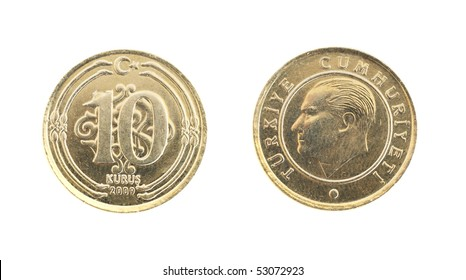 10
KURUŞ
2009
TÜRKİYE CUMHURİYETİ
shutterstock.com · 53072923